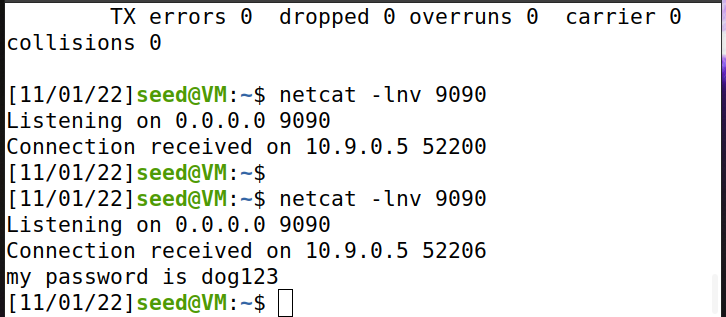 TX errors 0  dropped 0 overruns 0  carrier 0
collisions 0
[11/01/22]seed@VM:~$ netcat -lnv 9090
Listening on 0.0.0.0 9090
Connection received on 10.9.0.5 52200
[11/01/22]seed@VM:~$
[11/01/22]seed@VM:~$ netcat -lnv 9090
Listening on 0.0.0.0 9090
Connection received on 10.9.0.5 52206
my password is dog123
[11/01/22]seed@VM:~$